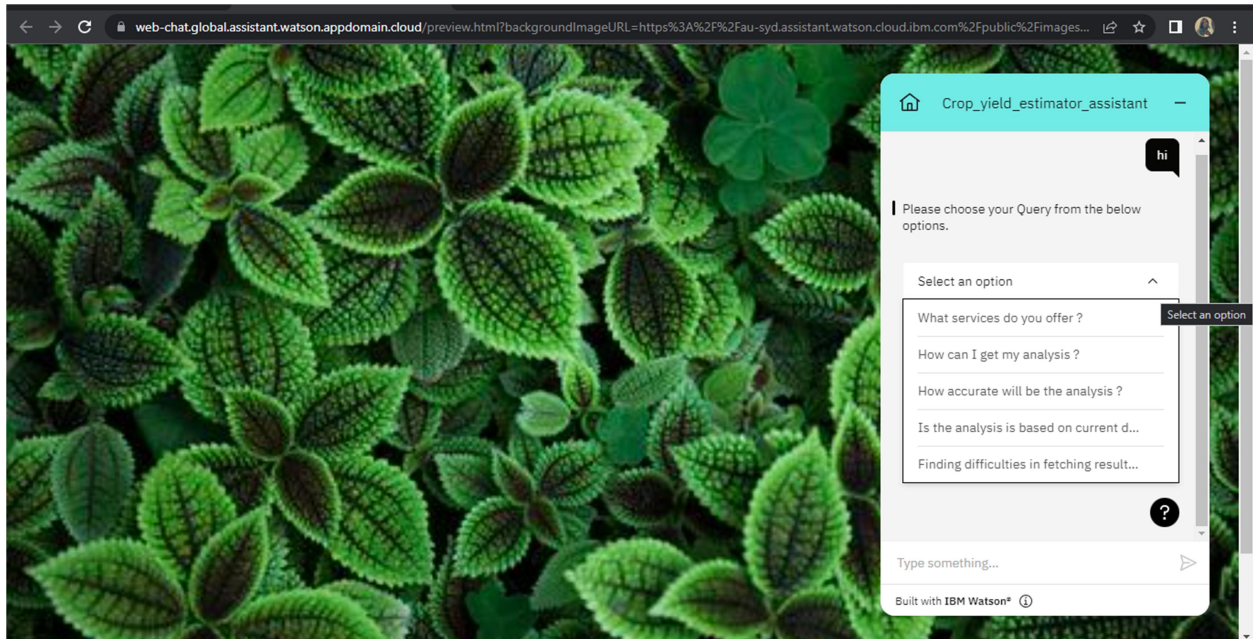 web-chat.global.assistant.watson.appdomain.cloud/preview.html?backgroundImageURL=https%3A%2F%2Fau-syd.assistant.watson.cloud.ibm.com%2Fpublic%2Fimages...
Crop_yield_estimator_assistant
hi
Please choose your Query from the below
options.
Select an option
Select an option
What services do you offer ?
How can I get my analysis ?
How accurate will be the analysis ?
Is the analysis is based on current d...
Finding difficulties in fetching result...
?
Type something...
Built with IBM Watson®